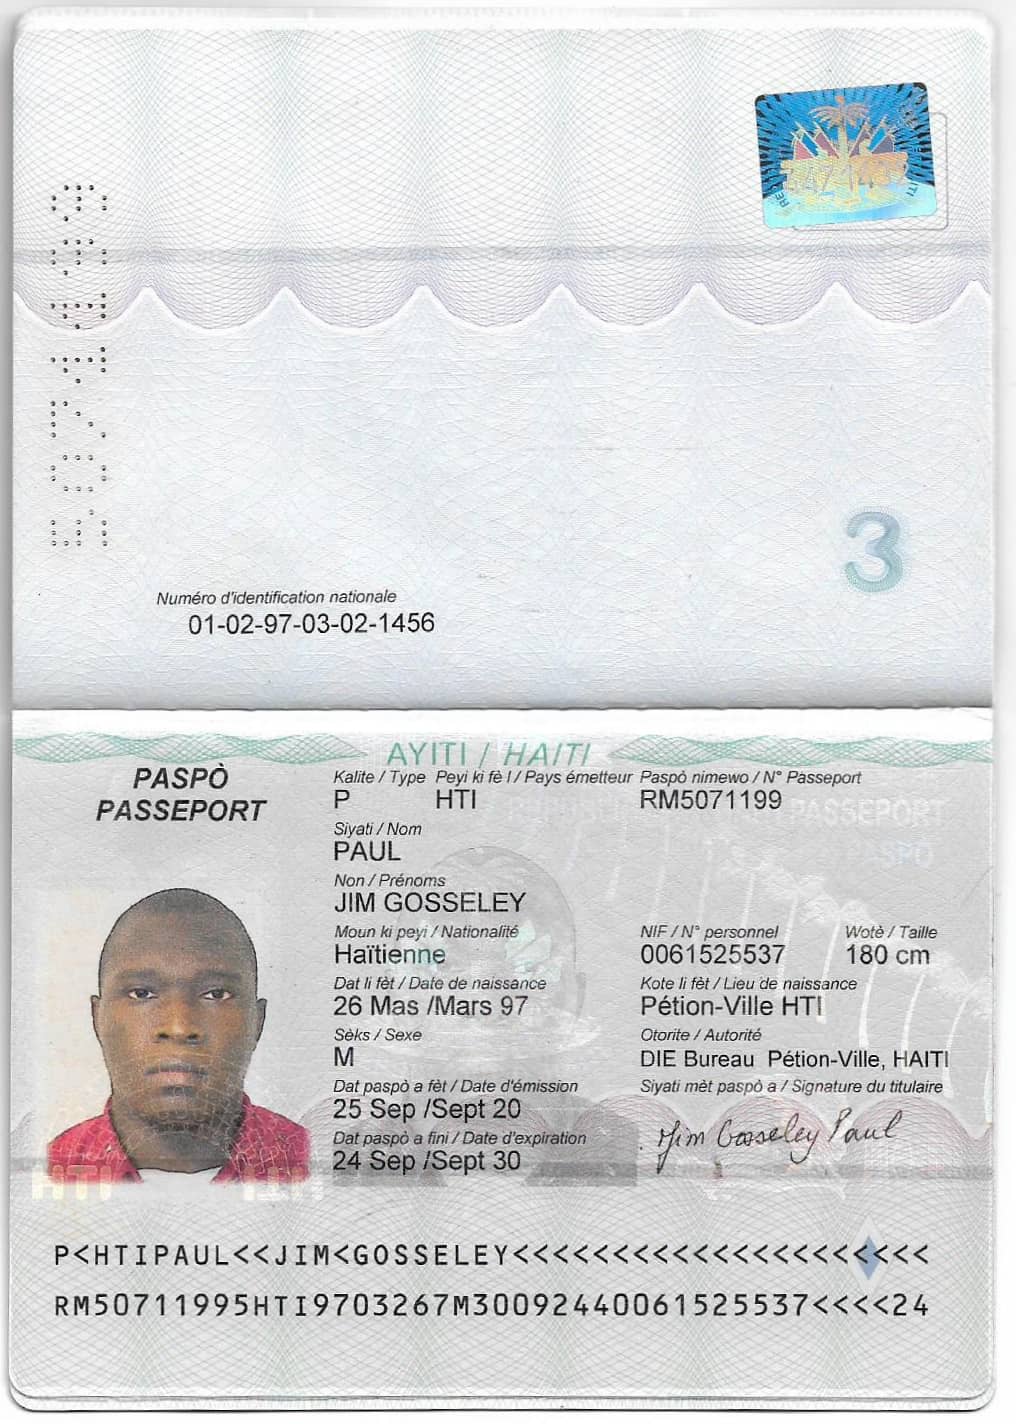 Numéro d'identification nationale
01-02-97-03-02-1456
3
AYITI / HAITI
PASPÒ
PASSEPORT
Kalite / Type Peyi ki fè l / Pays émetteur Paspò nimewo / N° Passeport
P HTI RM5071199
PASSEPORT
Siyati / Nom
PAUL
Non / Prénoms
JIM GOSSELEY
Moun ki peyi / Nationalité NIF / N° personnel Wotè / Taille
Haïtienne 0061525537 180 cm
Dat li fèt / Date de naissance Kote li fèt / Lieu de naissance
26 Mas /Mars 97 Pétion-Ville HTI
Sèks / Sexe Otorite / Autorité
M DIE Bureau Pétion-Ville, HAITI
Dat paspò a fèt / Date d'émission Siyati mèt paspò a / Signature du titulaire
25 Sep /Sept 20
Jim Gosseley Paul
Dat paspò a fini / Date d'expiration
24 Sep /Sept 30
HTI HTI
P<HTIPAUL<<JIM<GOSSELEY<<<<<<<<<<<<<<<<<<<<<
RM50711995HTI9703267M30092440061525537<<<<24